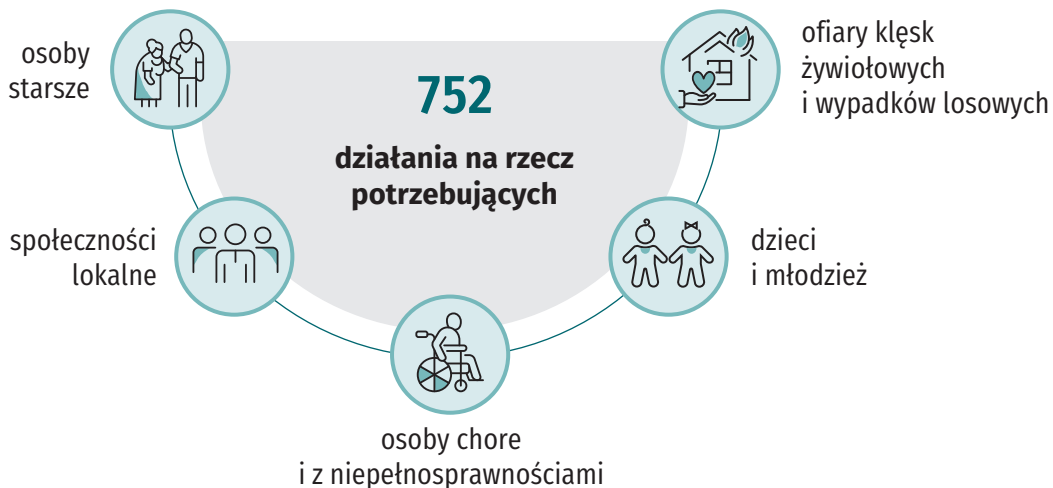 osoby
starsze
752
działania na rzecz
potrzebujących
ofiary klęsk
żywiołowych
i wypadków losowych
społeczności
lokalne
dzieci
i młodzież
osoby chore
i z niepełnosprawnościami